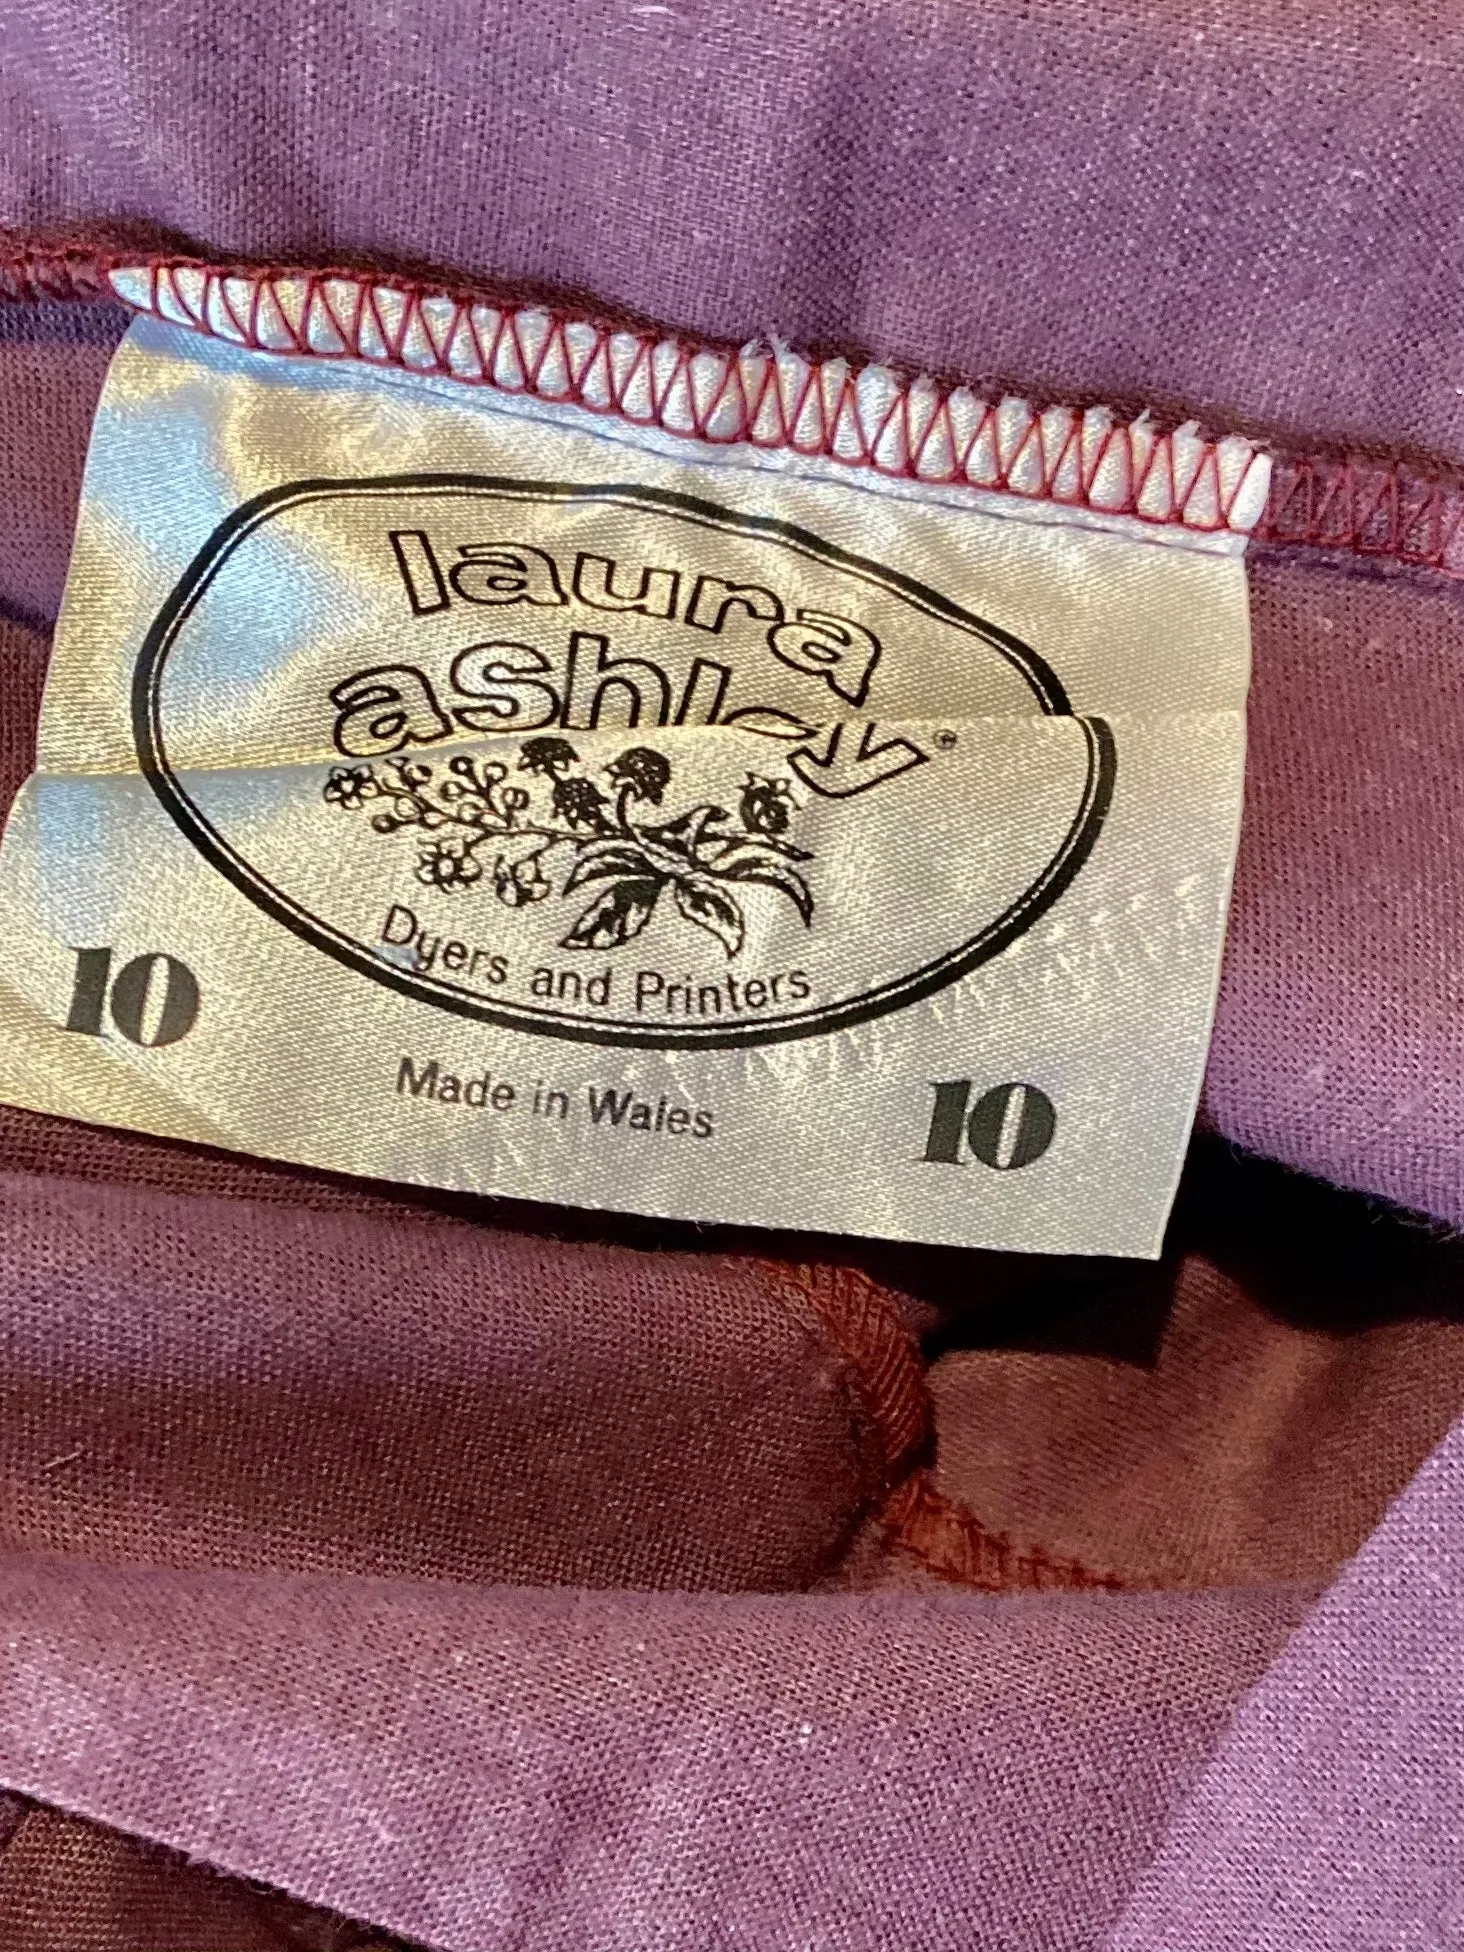 laura
ashley®
Dyers and Printers
10
Made in Wales
10